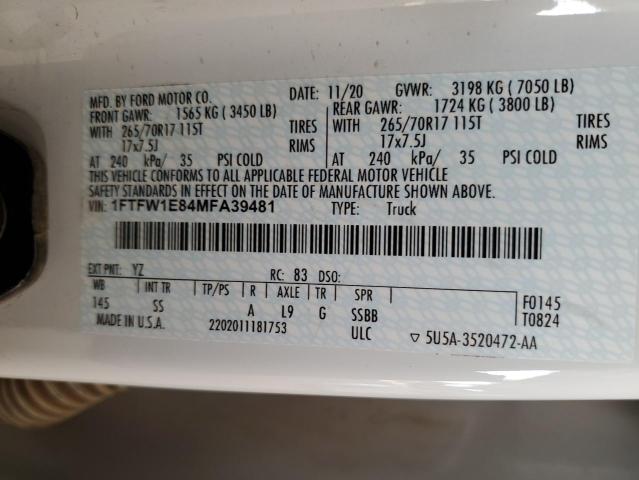 MFD. BY FORD MOTOR CO. DATE: 11/20 GVWR: 3198 KG ( 7050 LB)
FRONT GAWR: 1565 KG ( 3450 LB) REAR GAWR: 1724 KG ( 3800 LB)
WITH 265/70R17 115T TIRES WITH 265/70R17 115T TIRES
17x7.5J RIMS 17x7.5J RIMS
AT 240 kPa/ 35 PSI COLD AT 240 kPa/ 35 PSI COLD
THIS VEHICLE CONFORMS TO ALL APPLICABLE FEDERAL MOTOR VEHICLE
SAFETY STANDARDS IN EFFECT ON THE DATE OF MANUFACTURE SHOWN ABOVE.
VIN: 1FTFW1E84MFA39481 TYPE: Truck
EXT PNT: YZ RC: 83 DSO:
WB INT TR TP/PS R AXLE TR SPR
145 SS A L9 G SSBB
F0145
T0824
MADE IN U.S.A. 2202011181753 ULC ▽ 5U5A-3520472-AA